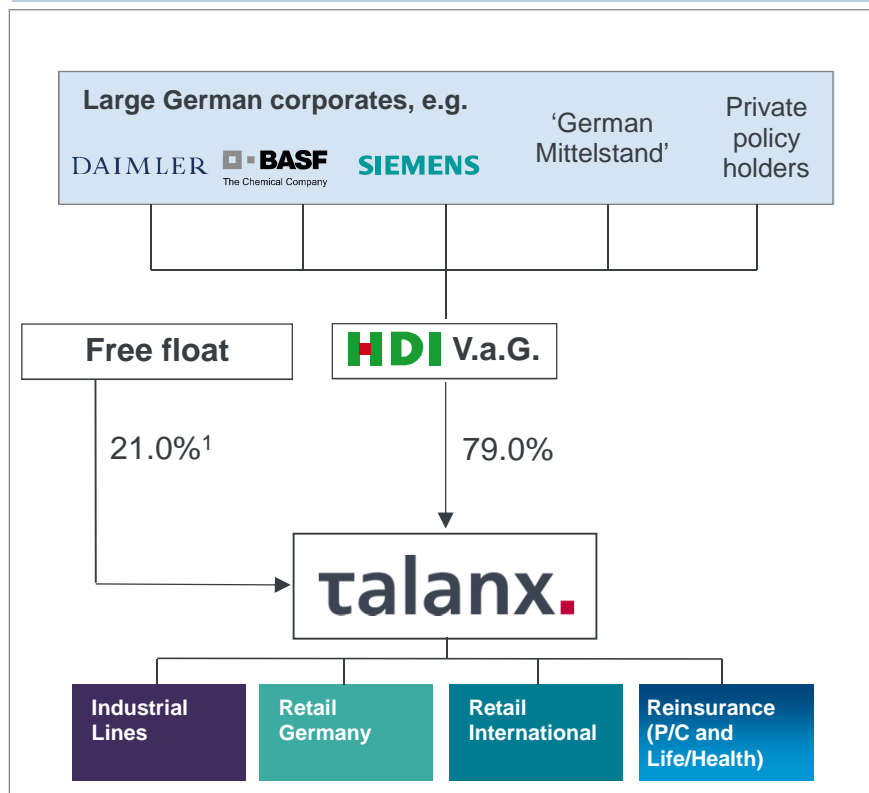 Large German corporates, e.g.
DAIMLER
BASF
The Chemical Company
SIEMENS
‘German
Mittelstand’
Private
policy
holders
Free float
HDI V.a.G.
21.0%¹
79.0%
τalanx.
Industrial
Lines
Retail
Germany
Retail
International
Reinsurance
(P/C and
Life/Health)